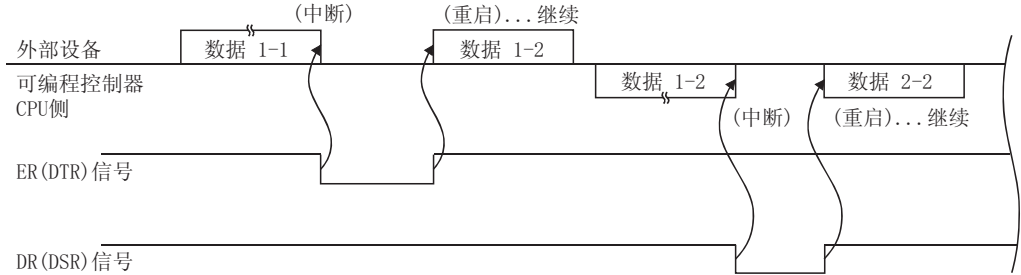 (中断)
(重启)...继续
外部设备
数据 1-1
数据 1-2
可编程控制器
CPU侧
数据 1-2
数据 2-2
(中断)
(重启)...继续
ER(DTR)信号
DR(DSR)信号